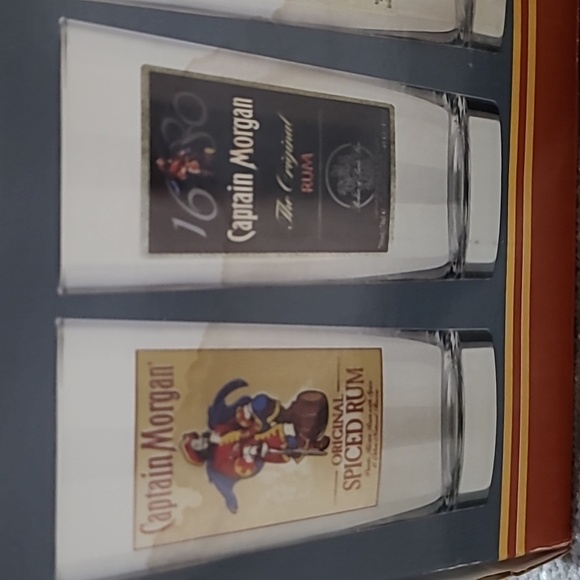 1680
Captain Morgan
The Original
RUM
Captain Morgan
ORIGINAL
SPICED RUM